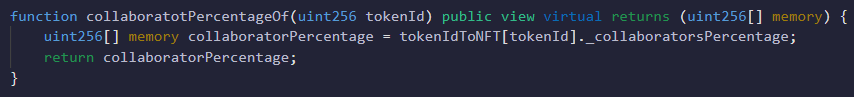 function collaboratotPercentageOf(uint256 tokenId) public view virtual returns (uint256[] memory) {
    uint256[] memory collaboratorPercentage = tokenIdToNFT[tokenId]._collaboratorsPercentage;
    return collaboratorPercentage;
}